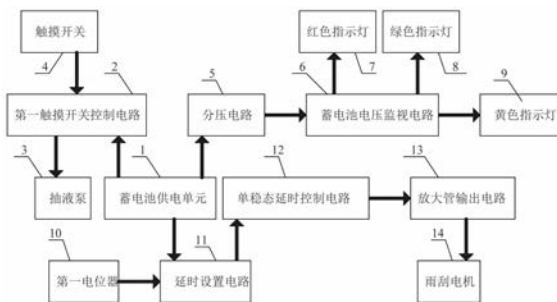 触摸开关
红色指示灯
绿色指示灯
4
2
5
6
7
8
9
第一触摸开关控制电路
分压电路
蓄电池电压监视电路
黄色指示灯
3
1
12
13
抽液泵
蓄电池供电单元
单稳态延时控制电路
放大管输出电路
10
11
14
第一电位器
延时设置电路
雨刮电机